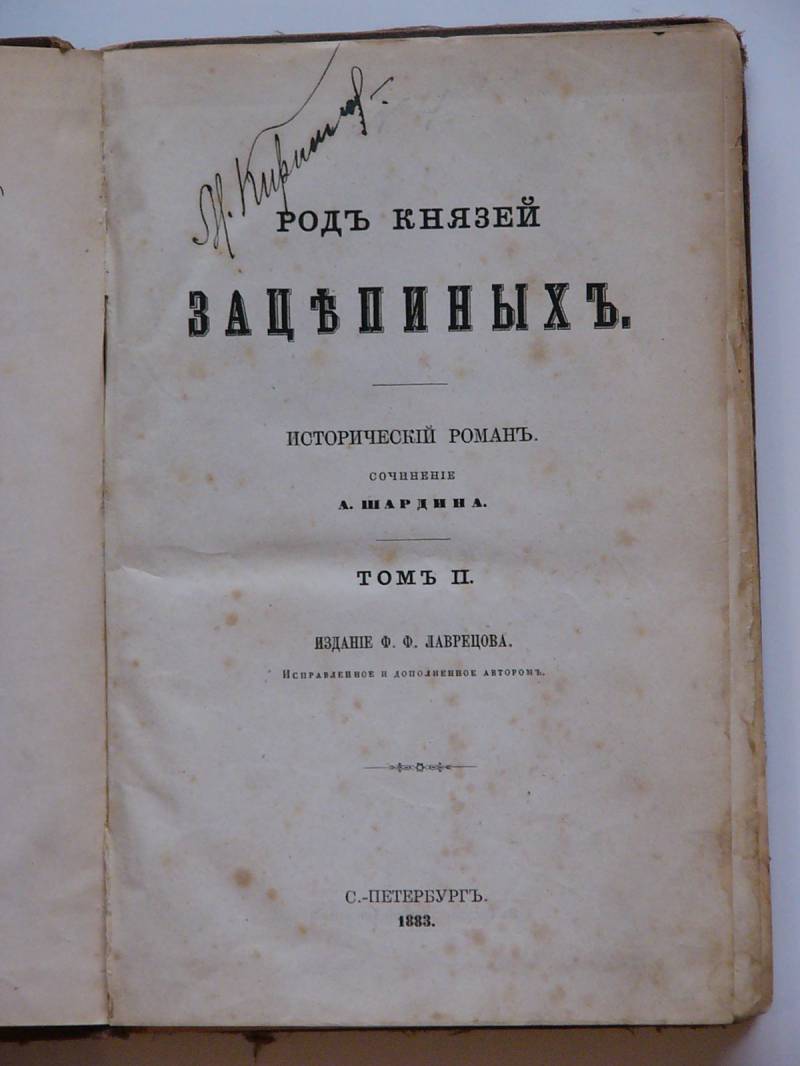 РОДЪ КНЯЗЕЙ
ЗАЦѢПИНЫХЪ.
ИСТОРИЧЕСКІЙ РОМАНЪ.
СОЧИНЕНІЕ
А. ШАРДИНА.
ТОМЪ II.
ИЗДАНІЕ Ф. Ф. ЛАВРЕЦОВА.
ИСПРАВЛЕННОЕ И ДОПОЛНЕННОЕ АВТОРОМЪ.
С.-ПЕТЕРБУРГЪ.
1883.